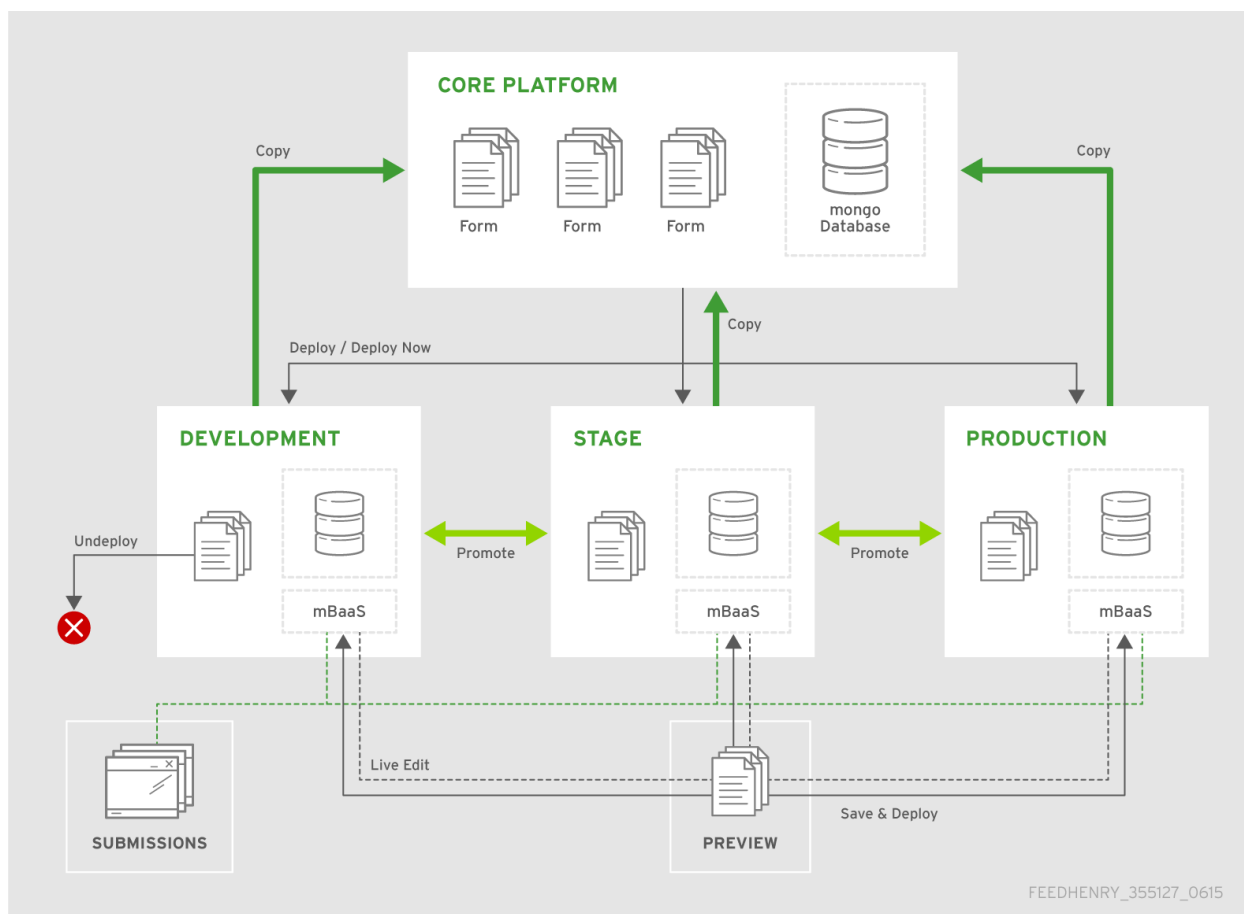 CORE PLATFORM
Copy
Copy
Form
Form
Form
mongo
Database
Copy
Deploy / Deploy Now
DEVELOPMENT
STAGE
PRODUCTION
Undeploy
Promote
Promote
mBaaS
mBaaS
mBaaS
Live Edit
Save & Deploy
SUBMISSIONS
PREVIEW
FEEDHENRY_355127_0615